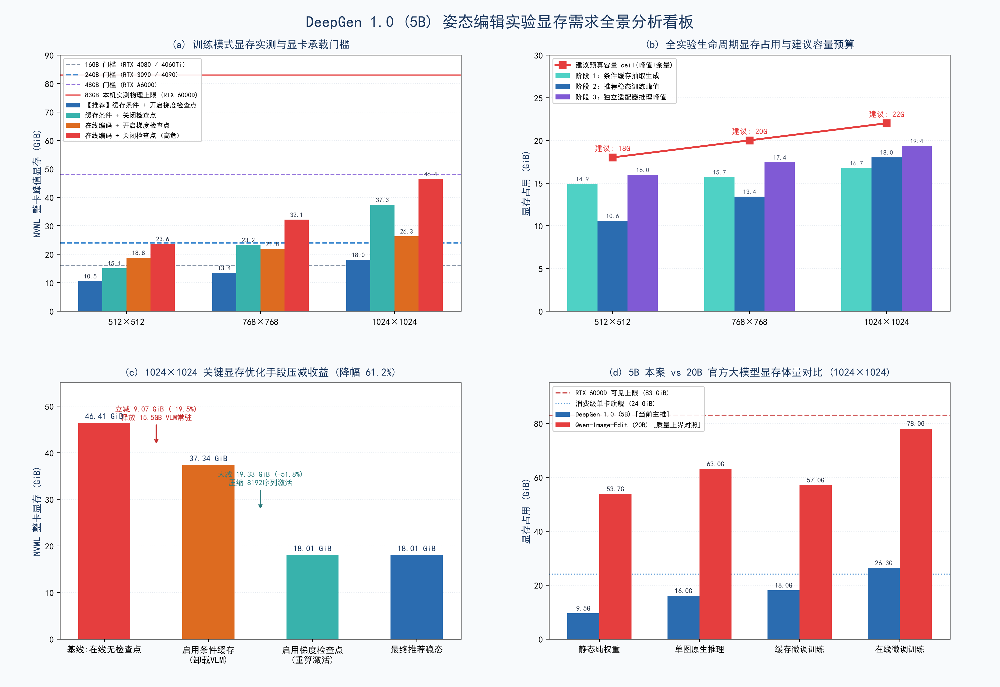 DeepGen 1.0 (5B) 姿态编辑实验显存需求全景分析看板
(a) 训练模式显存实测与显卡承载门槛
NVML 整卡峰值显存 (GiB)
90
80
70
60
50
40
30
20
10
0
16GB 门槛 (RTX 4080 / 4060Ti)
24GB 门槛 (RTX 3090 / 4090)
48GB 门槛 (RTX A6000)
83GB 本机实测物理上限 (RTX 6000D)
【推荐】缓存条件 + 开启梯度检查点
缓存条件 + 关闭检查点
在线编码 + 开启梯度检查点
在线编码 + 关闭检查点 (高危)
10.5
15.1
18.8
23.6
13.4
23.2
21.8
32.1
18.0
37.3
26.3
46.4
512×512
768×768
1024×1024
(b) 全实验生命周期显存占用与建议容量预算
显存占用 (GiB)
30
25
20
15
10
5
0
建议预算容量 ceil(峰值+余量)
阶段 1: 条件缓存抽取生成
阶段 2: 推荐稳态训练峰值
阶段 3: 独立适配器推理峰值
建议: 18G
建议: 20G
建议: 22G
14.9
10.6
16.0
15.7
13.4
17.4
16.7
18.0
19.4
512×512
768×768
1024×1024
(c) 1024×1024 关键显存优化手段压减收益 (降幅 61.2%)
NVML 整卡显存 (GiB)
50
40
30
20
10
0
46.41 GiB
立减 9.07 GiB (-19.5%)
释放 15.5GB VLM常驻
37.34 GiB
大减 19.33 GiB (-51.8%)
压缩 8192序列激活
18.01 GiB
18.01 GiB
基线:在线无检查点
启用条件缓存
(卸载VLM)
启用梯度检查点
(重算激活)
最终推荐稳态
(d) 5B 本案 vs 20B 官方大模型显存体量对比 (1024×1024)
显存占用 (GiB)
80
60
40
20
0
RTX 6000D 可见上限 (83 GiB)
消费级单卡旗舰 (24 GiB)
DeepGen 1.0 (5B) [当前主推]
Qwen-Image-Edit (20B) [质量上界对照]
9.5G
53.7G
16.0G
63.0G
18.0G
57.0G
26.3G
78.0G
静态纯权重
单图原生推理
缓存微调训练
在线微调训练